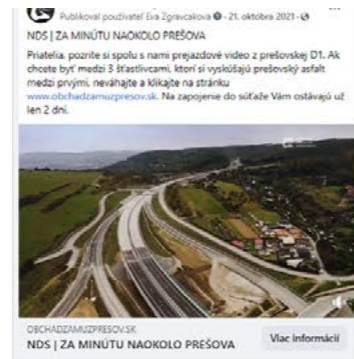 Publikoval používateľ Eva Zgravcakova · 21. októbra 2021 ·
NDS | ZA MINÚTU NAOKOLO PREŠOVA
Priatelia, pozrite si spolu s nami prejazdové video z prešovskej D1. Ak
chcete byť medzi 3 šťastlivcami, ktorí si vyskúšajú prešovský asfalt
medzi prvými, neváhajte a klikajte na stránku
www.obchadzamuzpresov.sk. Na zapojenie do súťaže Vám ostávajú už
len 2 dni.
OBCHADZAMUZPRESOV.SK
NDS | ZA MINÚTU NAOKOLO PREŠOVA
Viac informácií